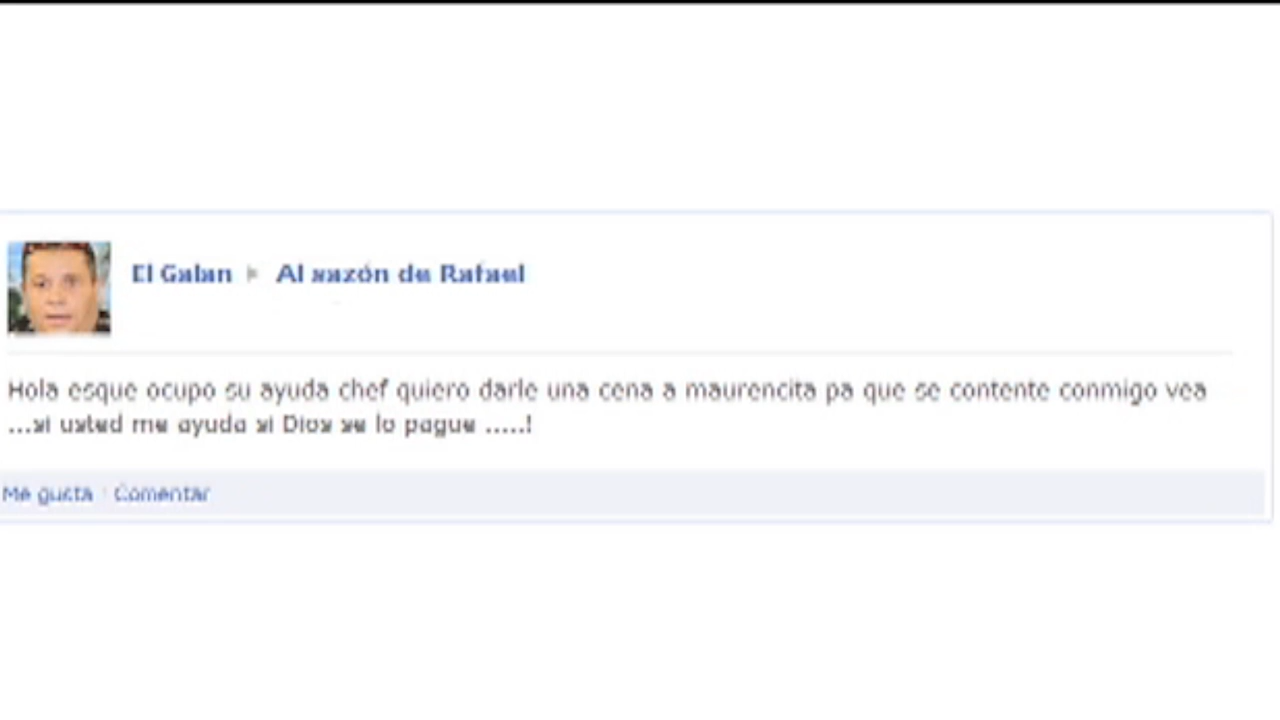 El Galan ▸ Al sazón de Rafael
Hola esque ocupo su ayuda chef quiero darle una cena a maurencita pa que se contente conmigo vea
...si usted me ayuda si Dios se lo pague .....!
Me gusta · Comentar